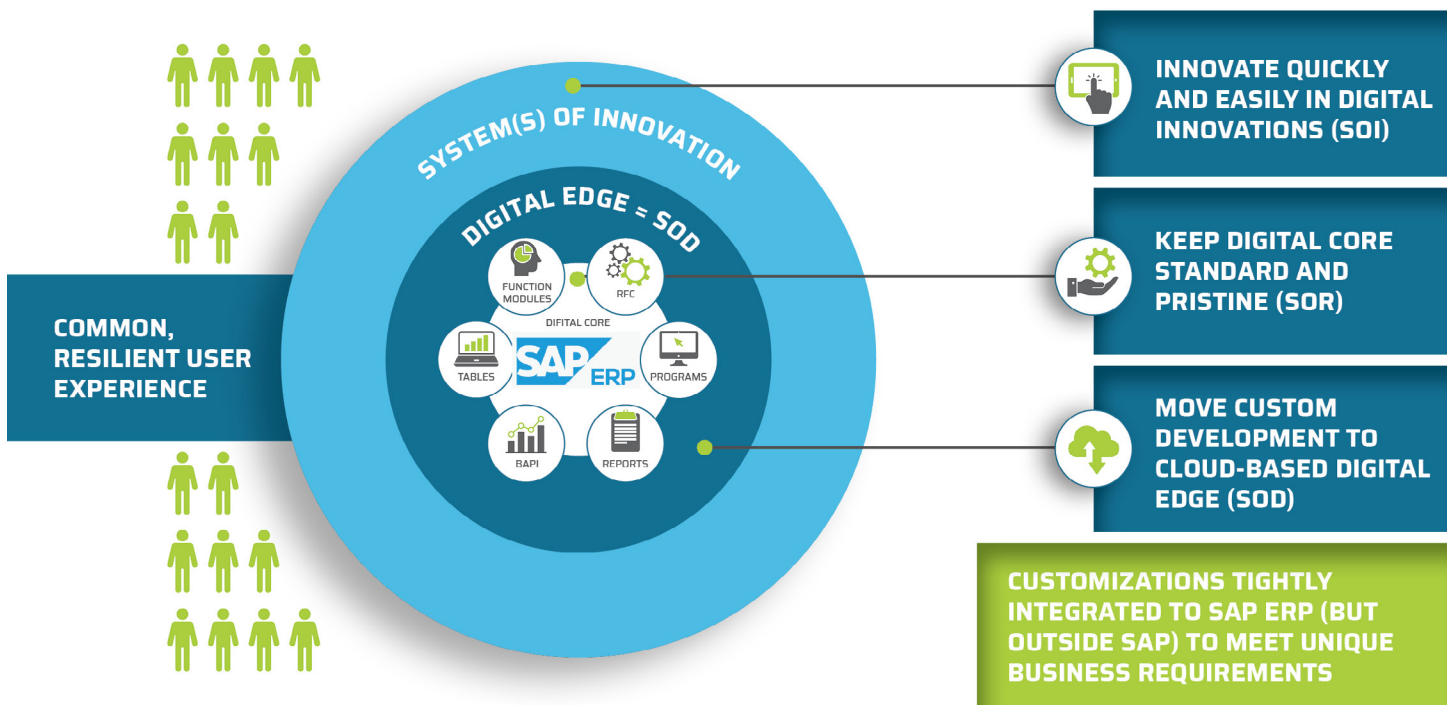 SYSTEM(S) OF INNOVATION
DIGITAL EDGE = SOD
FUNCTION
MODULES
RFC
DIFITAL CORE
TABLES
SAP
ERP
PROGRAMS
BAPI
REPORTS
COMMON,
RESILIENT USER
EXPERIENCE
INNOVATE QUICKLY
AND EASILY IN DIGITAL
INNOVATIONS (SOI)
KEEP DIGITAL CORE
STANDARD AND
PRISTINE (SOR)
MOVE CUSTOM
DEVELOPMENT TO
CLOUD-BASED DIGITAL
EDGE (SOD)
CUSTOMIZATIONS TIGHTLY
INTEGRATED TO SAP ERP (BUT
OUTSIDE SAP) TO MEET UNIQUE
BUSINESS REQUIREMENTS